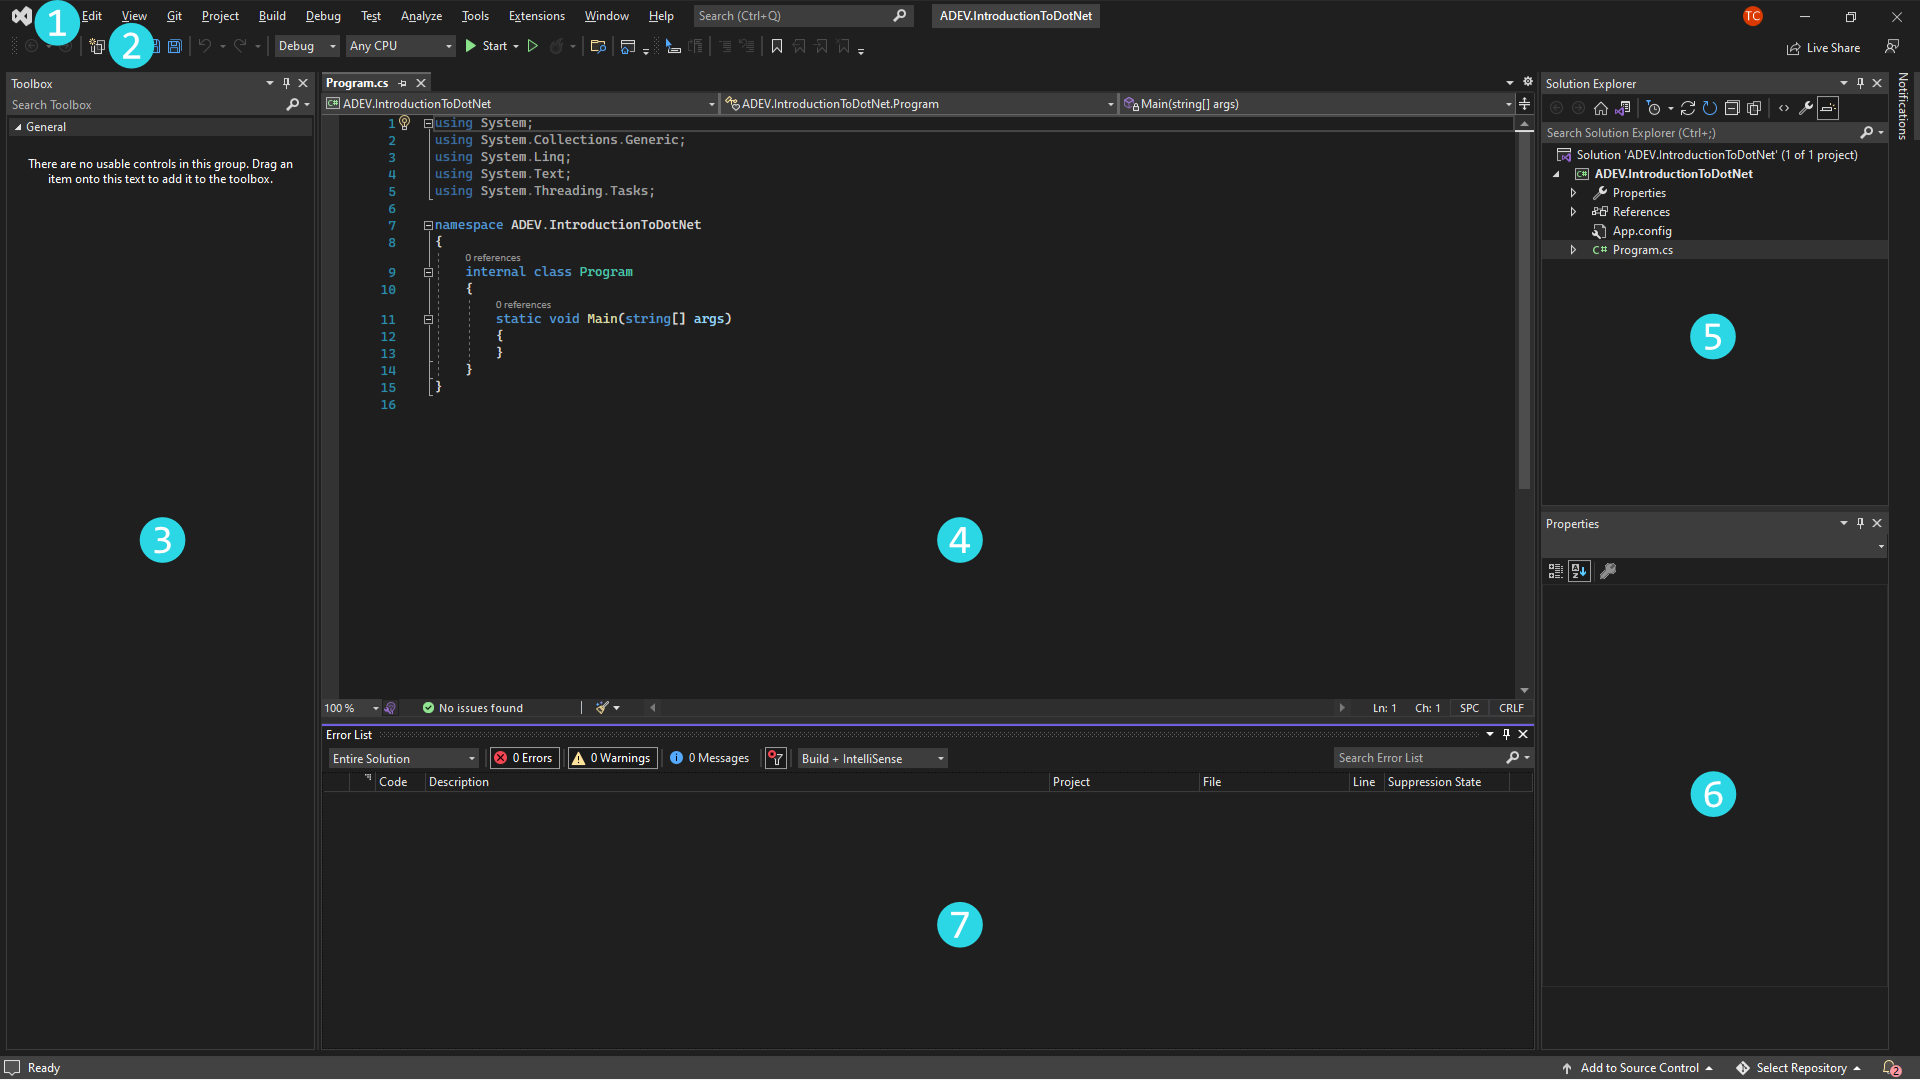 1 Edit View Git Project Build Debug Test Analyze Tools Extensions Window Help Search (Ctrl+Q) ADEV.IntroductionToDotNet TC
2 Debug Any CPU Start Live Share
Toolbox
Search Toolbox
General
There are no usable controls in this group. Drag an
item onto this text to add it to the toolbox.
3
Program.cs
C# ADEV.IntroductionToDotNet ADEV.IntroductionToDotNet.Program Main(string[] args)
1 using System;
2 using System.Collections.Generic;
3 using System.Linq;
4 using System.Text;
5 using System.Threading.Tasks;
6
7 namespace ADEV.IntroductionToDotNet
8 {
0 references
9 internal class Program
10 {
0 references
11 static void Main(string[] args)
12 {
13 }
14 }
15 }
16
4
100 % No issues found Ln: 1 Ch: 1 SPC CRLF
Error List
Entire Solution 0 Errors 0 Warnings 0 Messages Build + IntelliSense Search Error List
Code Description Project File Line Suppression State
7
Solution Explorer
Search Solution Explorer (Ctrl+;)
Solution 'ADEV.IntroductionToDotNet' (1 of 1 project)
C# ADEV.IntroductionToDotNet
Properties
References
App.config
C# Program.cs
5
Properties
6
Notifications
Ready Add to Source Control Select Repository 2